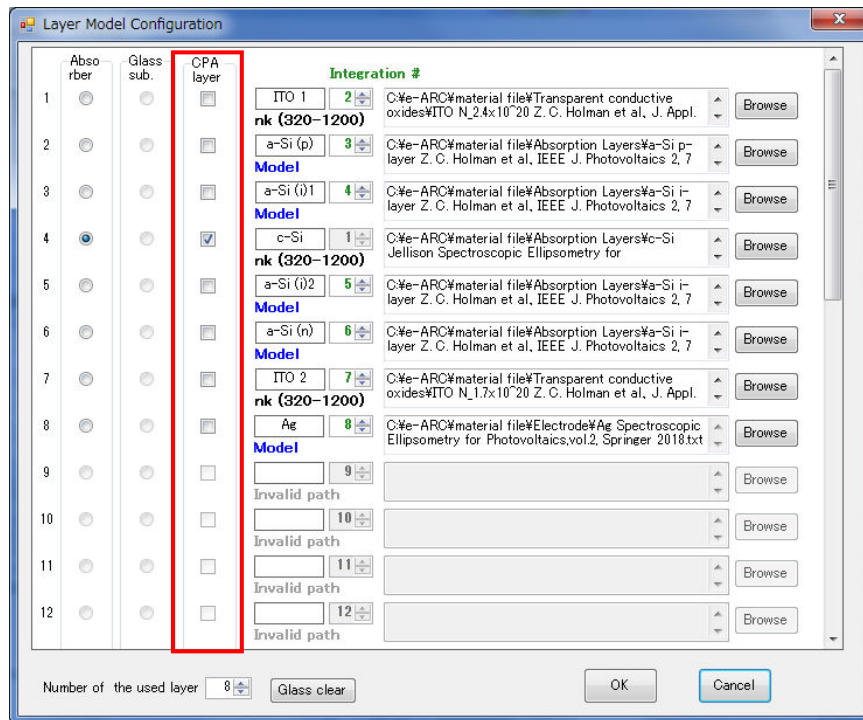 Layer Model Configuration
Abso
rber
Glass
sub.
CPA
layer
Integration #
1
ITO 1
2
C:¥e-ARC¥material file¥Transparent conductive
oxides¥ITO N_2.4x10^20 Z. C. Holman et al, J. Appl.
Browse
nk (320-1200)
2
a-Si (p)
3
C:¥e-ARC¥material file¥Absorption Layers¥a-Si p-
layer Z. C. Holman et al, IEEE J. Photovoltaics 2, 7
Browse
Model
3
a-Si (i)1
4
C:¥e-ARC¥material file¥Absorption Layers¥a-Si i-
layer Z. C. Holman et al, IEEE J. Photovoltaics 2, 7
Browse
Model
4
c-Si
1
C:¥e-ARC¥material file¥Absorption Layers¥c-Si
Jellison Spectroscopic Ellipsometry for
Browse
nk (320-1200)
5
a-Si (i)2
5
C:¥e-ARC¥material file¥Absorption Layers¥a-Si i-
layer Z. C. Holman et al, IEEE J. Photovoltaics 2, 7
Browse
Model
6
a-Si (n)
6
C:¥e-ARC¥material file¥Absorption Layers¥a-Si i-
layer Z. C. Holman et al, IEEE J. Photovoltaics 2, 7
Browse
Model
7
ITO 2
7
C:¥e-ARC¥material file¥Transparent conductive
oxides¥ITO N_1.7x10^20 Z. C. Holman et al, J. Appl.
Browse
nk (320-1200)
8
Ag
8
C:¥e-ARC¥material file¥Electrode¥Ag Spectroscopic
Ellipsometry for Photovoltaics,vol.2, Springer 2018.txt
Browse
Model
9
9
Browse
Invalid path
10
10
Browse
Invalid path
11
11
Browse
Invalid path
12
12
Browse
Invalid path
Number of the used layer 8
Glass clear
OK
Cancel